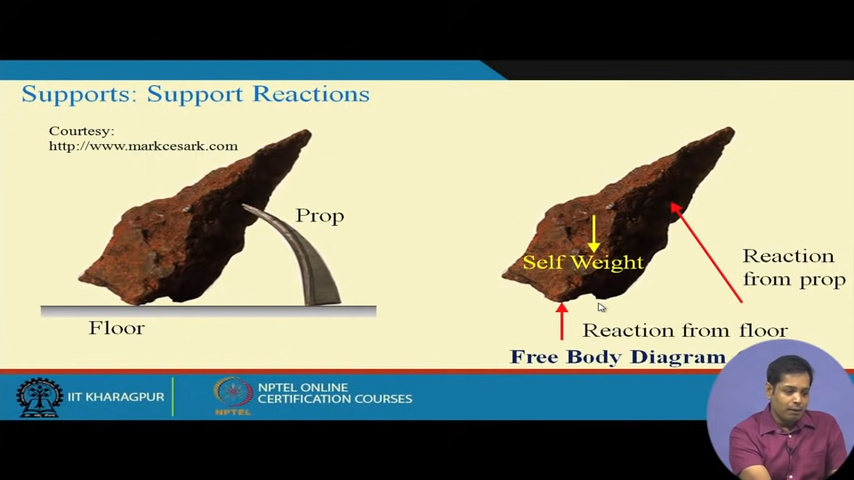 Supports: Support Reactions
Courtesy:
http://www.markcesark.com
Prop
Floor
Self Weight
Reaction
from prop
Reaction from floor
Free Body Diagram
IIT KHARAGPUR
NPTEL
NPTEL ONLINE
CERTIFICATION COURSES